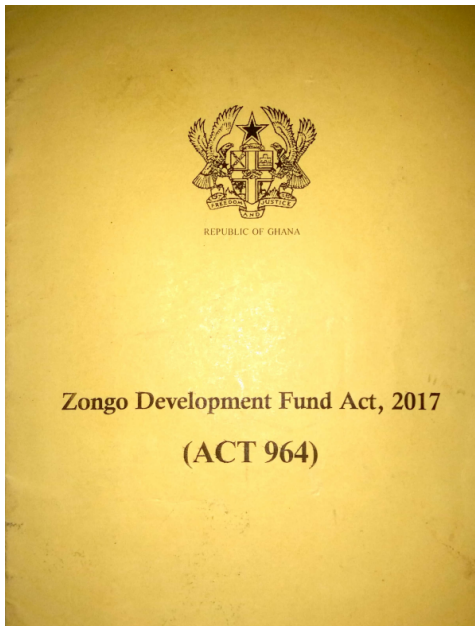 FREEDOM AND JUSTICE
REPUBLIC OF GHANA
Zongo Development Fund Act, 2017
(ACT 964)